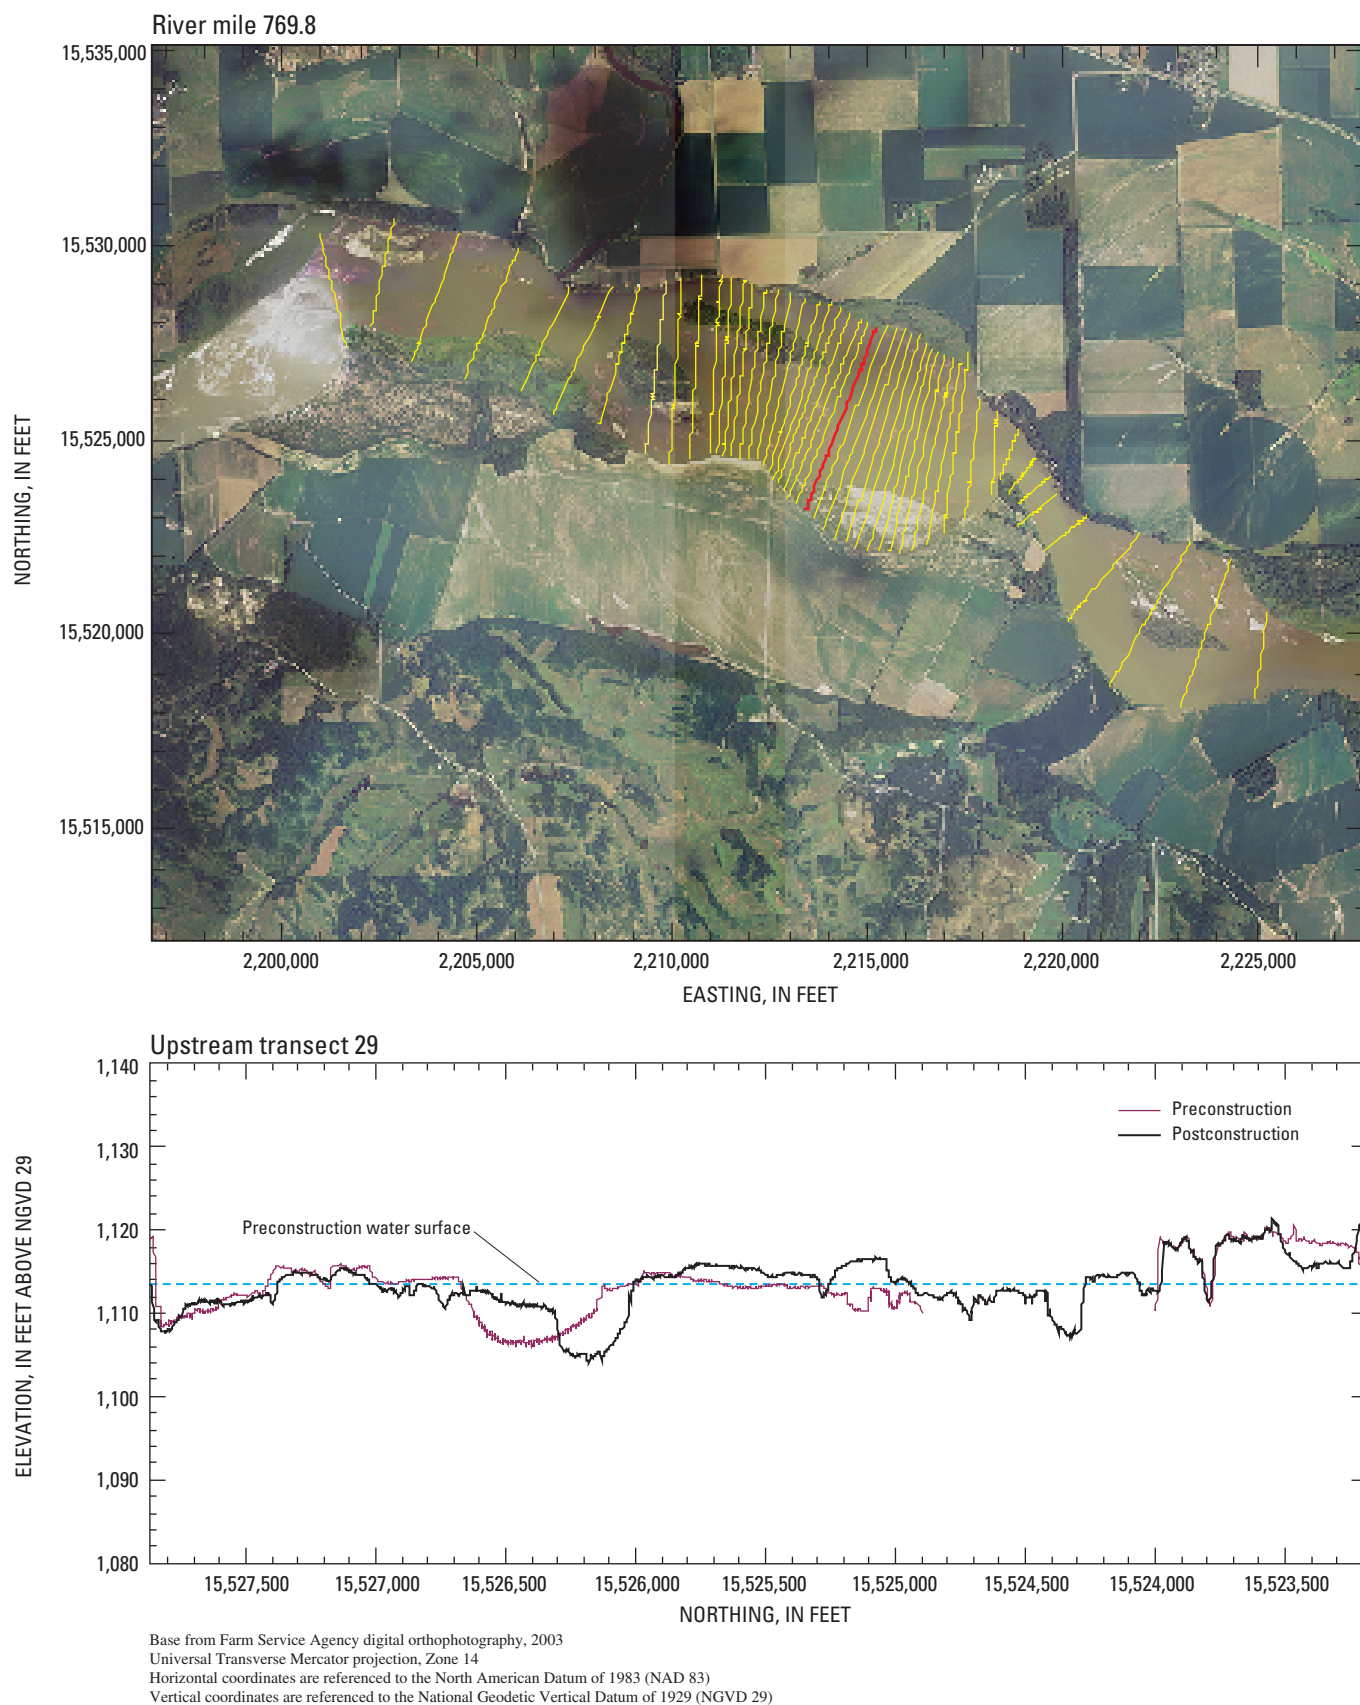 River mile 769.8
15,535,000
15,530,000
15,525,000
15,520,000
15,515,000
NORTHING, IN FEET
2,200,000 2,205,000 2,210,000 2,215,000 2,220,000 2,225,000
EASTING, IN FEET
Upstream transect 29
1,140
1,130
1,120
1,110
1,100
1,090
1,080
ELEVATION, IN FEET ABOVE NGVD 29
Preconstruction
Postconstruction
Preconstruction water surface
15,527,500 15,527,000 15,526,500 15,526,000 15,525,500 15,525,000 15,524,500 15,524,000 15,523,500
NORTHING, IN FEET
Base from Farm Service Agency digital orthophotography, 2003
Universal Transverse Mercator projection, Zone 14
Horizontal coordinates are referenced to the North American Datum of 1983 (NAD 83)
Vertical coordinates are referenced to the National Geodetic Vertical Datum of 1929 (NGVD 29)